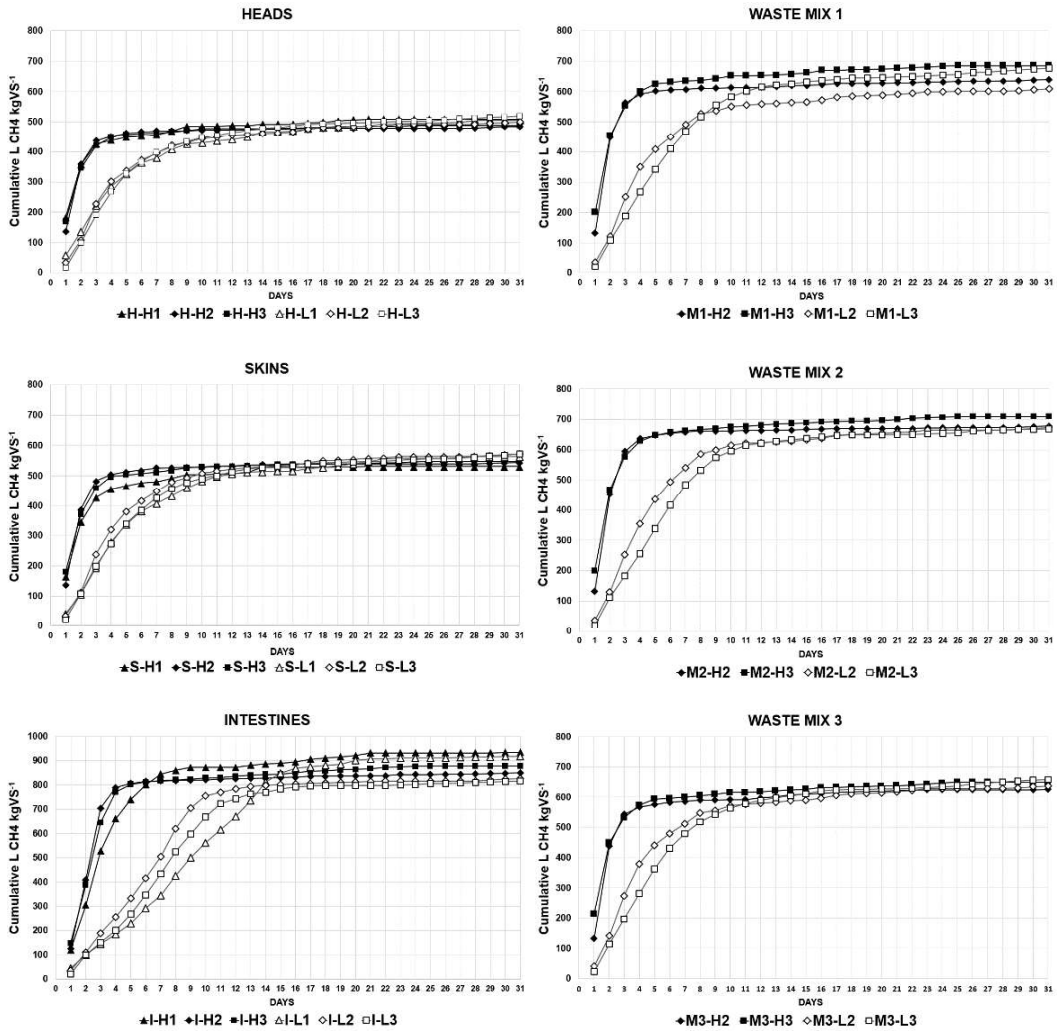 HEADS
Cumulative L CH4 kgVS-1
800
700
600
500
400
300
200
100
0
0 1 2 3 4 5 6 7 8 9 10 11 12 13 14 15 16 17 18 19 20 21 22 23 24 25 26 27 28 29 30 31
DAYS
H-H1 H-H2 H-H3 H-L1 H-L2 H-L3
WASTE MIX 1
Cumulative L CH4 kgVS-1
800
700
600
500
400
300
200
100
0
0 1 2 3 4 5 6 7 8 9 10 11 12 13 14 15 16 17 18 19 20 21 22 23 24 25 26 27 28 29 30 31
DAYS
M1-H2 M1-H3 M1-L2 M1-L3
SKINS
Cumulative L CH4 kgVS-1
800
700
600
500
400
300
200
100
0
0 1 2 3 4 5 6 7 8 9 10 11 12 13 14 15 16 17 18 19 20 21 22 23 24 25 26 27 28 29 30 31
DAYS
S-H1 S-H2 S-H3 S-L1 S-L2 S-L3
WASTE MIX 2
Cumulative L CH4 kgVS-1
800
700
600
500
400
300
200
100
0
0 1 2 3 4 5 6 7 8 9 10 11 12 13 14 15 16 17 18 19 20 21 22 23 24 25 26 27 28 29 30 31
DAYS
M2-H2 M2-H3 M2-L2 M2-L3
INTESTINES
Cumulative L CH4 kgVS-1
1000
900
800
700
600
500
400
300
200
100
0
0 1 2 3 4 5 6 7 8 9 10 11 12 13 14 15 16 17 18 19 20 21 22 23 24 25 26 27 28 29 30 31
DAYS
I-H1 I-H2 I-H3 I-L1 I-L2 I-L3
WASTE MIX 3
Cumulative L CH4 kgVS-1
800
700
600
500
400
300
200
100
0
0 1 2 3 4 5 6 7 8 9 10 11 12 13 14 15 16 17 18 19 20 21 22 23 24 25 26 27 28 29 30 31
DAYS
M3-H2 M3-H3 M3-L2 M3-L3